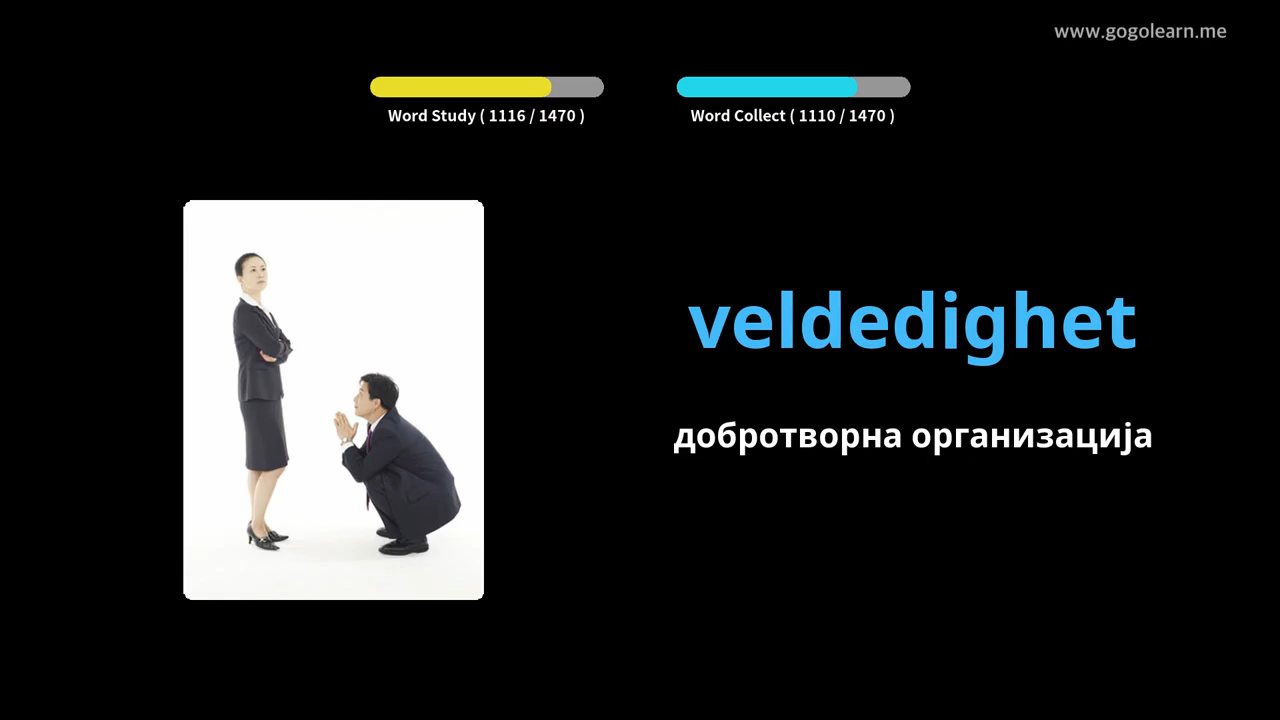 www.gogolearn.me
Word Study ( 1116 / 1470 )
Word Collect ( 1110 / 1470 )
veldedighet
добротворна организација